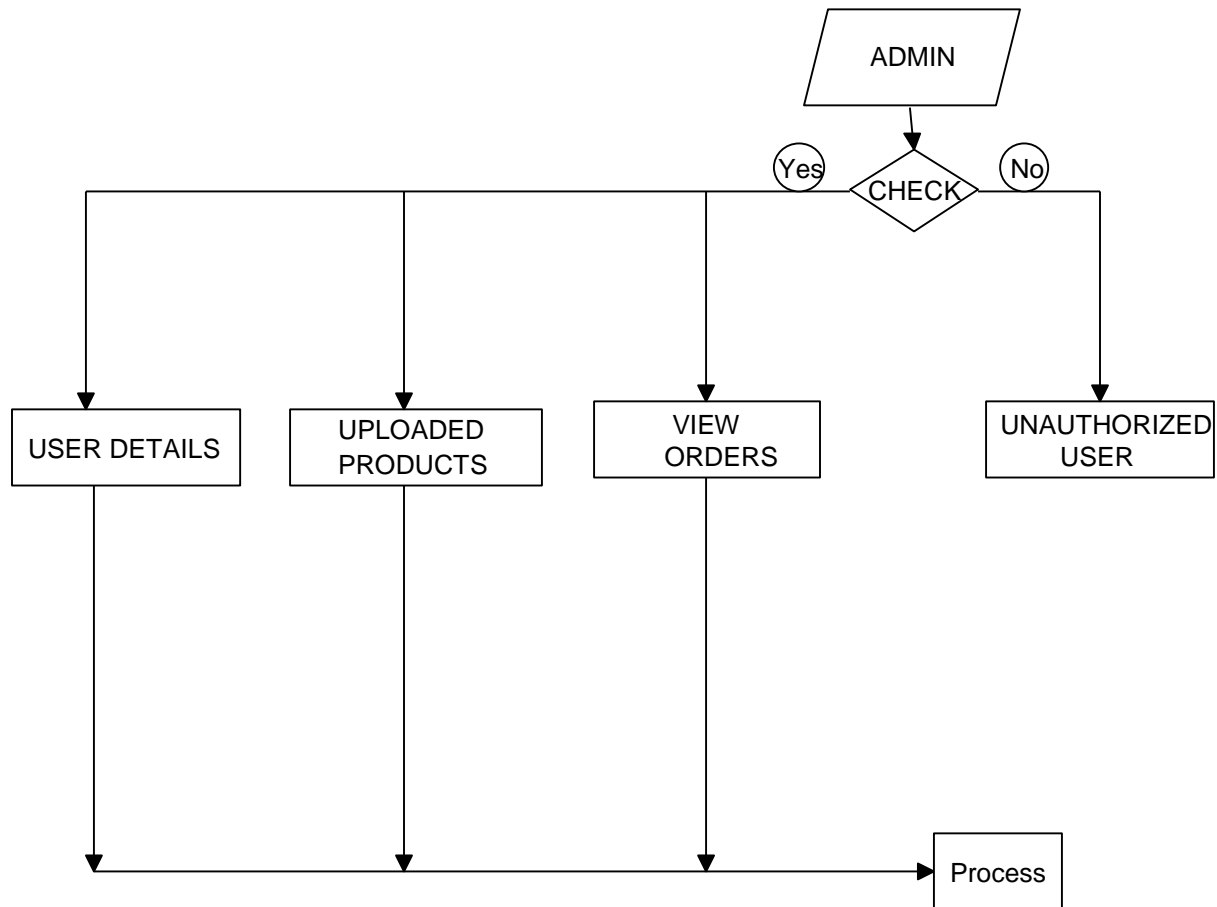 ADMIN
Yes
No
CHECK
USER DETAILS
UPLOADED
PRODUCTS
VIEW
ORDERS
UNAUTHORIZED
USER
Process